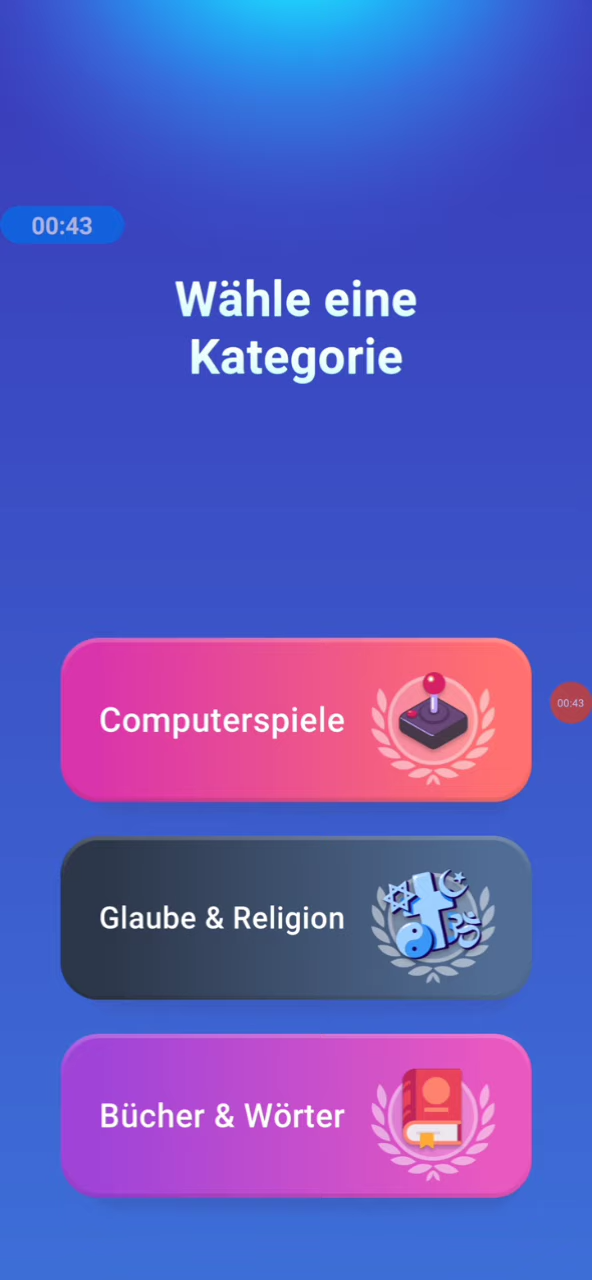 00:43
Wähle eine
Kategorie
00:43
Computerspiele
Glaube & Religion
Bücher & Wörter